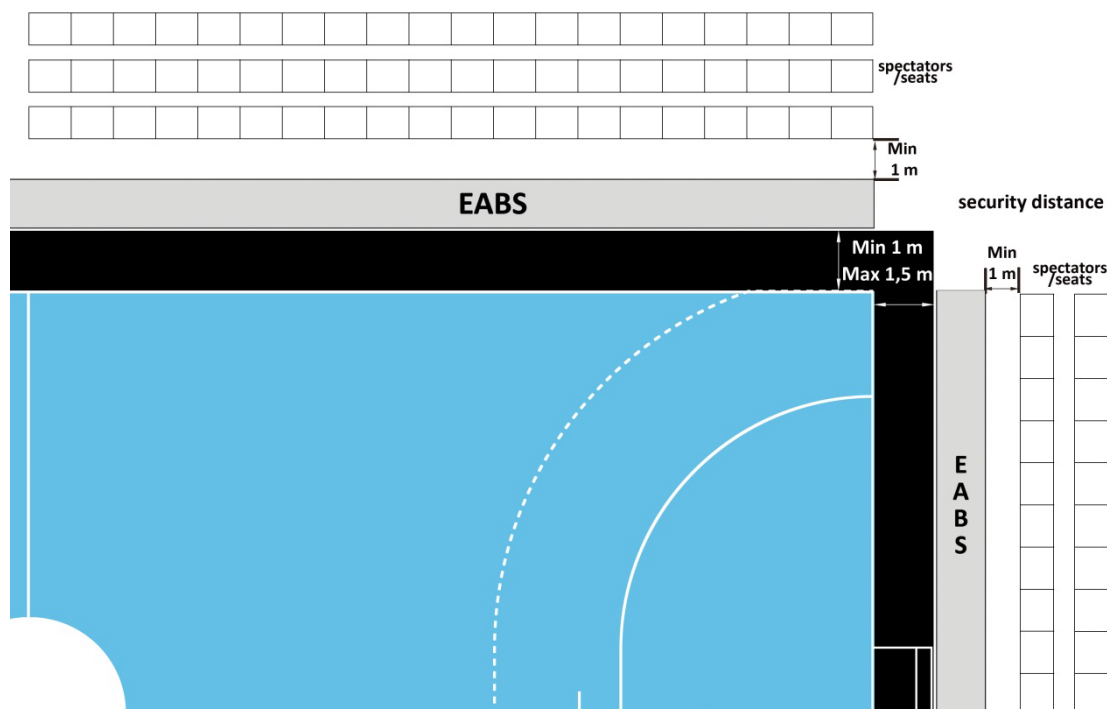 spectators
/seats
Min
1 m
EABS
security distance
Min 1 m
Max 1,5 m
Min
1 m
spectators
/seats
E
A
B
S